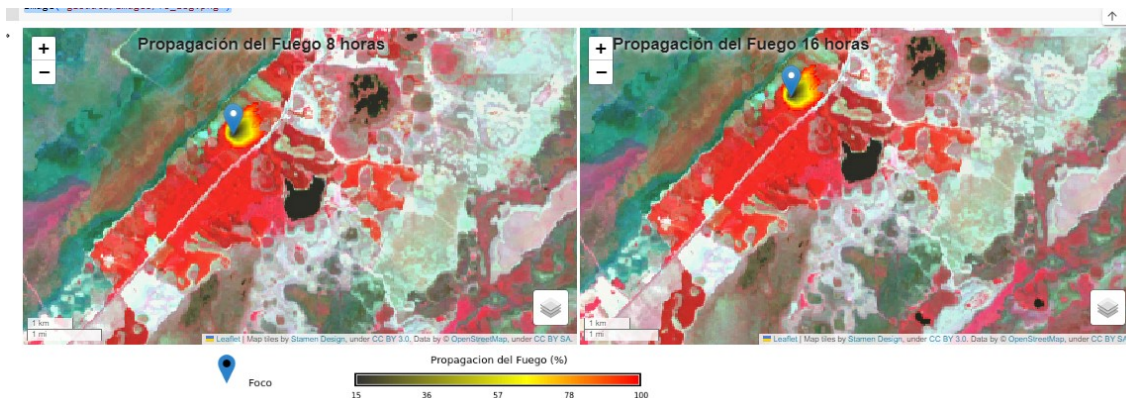 +
−
Propagación del Fuego 8 horas
1 km
1 mi
Leaflet | Map tiles by Stamen Design, under CC BY 3.0. Data by © OpenStreetMap, under CC BY SA.
+
−
Propagación del Fuego 16 horas
1 km
1 mi
Leaflet | Map tiles by Stamen Design, under CC BY 3.0. Data by © OpenStreetMap, under CC BY SA.
Foco
Propagacion del Fuego (%)
15 36 57 78 100